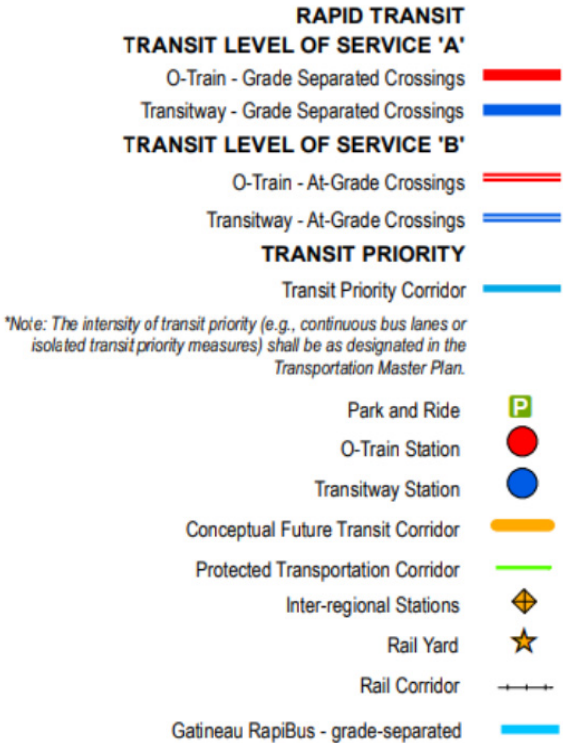 RAPID TRANSIT
TRANSIT LEVEL OF SERVICE 'A'
O-Train - Grade Separated Crossings
Transitway - Grade Separated Crossings
TRANSIT LEVEL OF SERVICE 'B'
O-Train - At-Grade Crossings
Transitway - At-Grade Crossings
TRANSIT PRIORITY
Transit Priority Corridor
*Note: The intensity of transit priority (e.g., continuous bus lanes or
isolated transit priority measures) shall be as designated in the
Transportation Master Plan.
Park and Ride P
O-Train Station
Transitway Station
Conceptual Future Transit Corridor
Protected Transportation Corridor
Inter-regional Stations
Rail Yard
Rail Corridor
Gatineau RapiBus - grade-separated